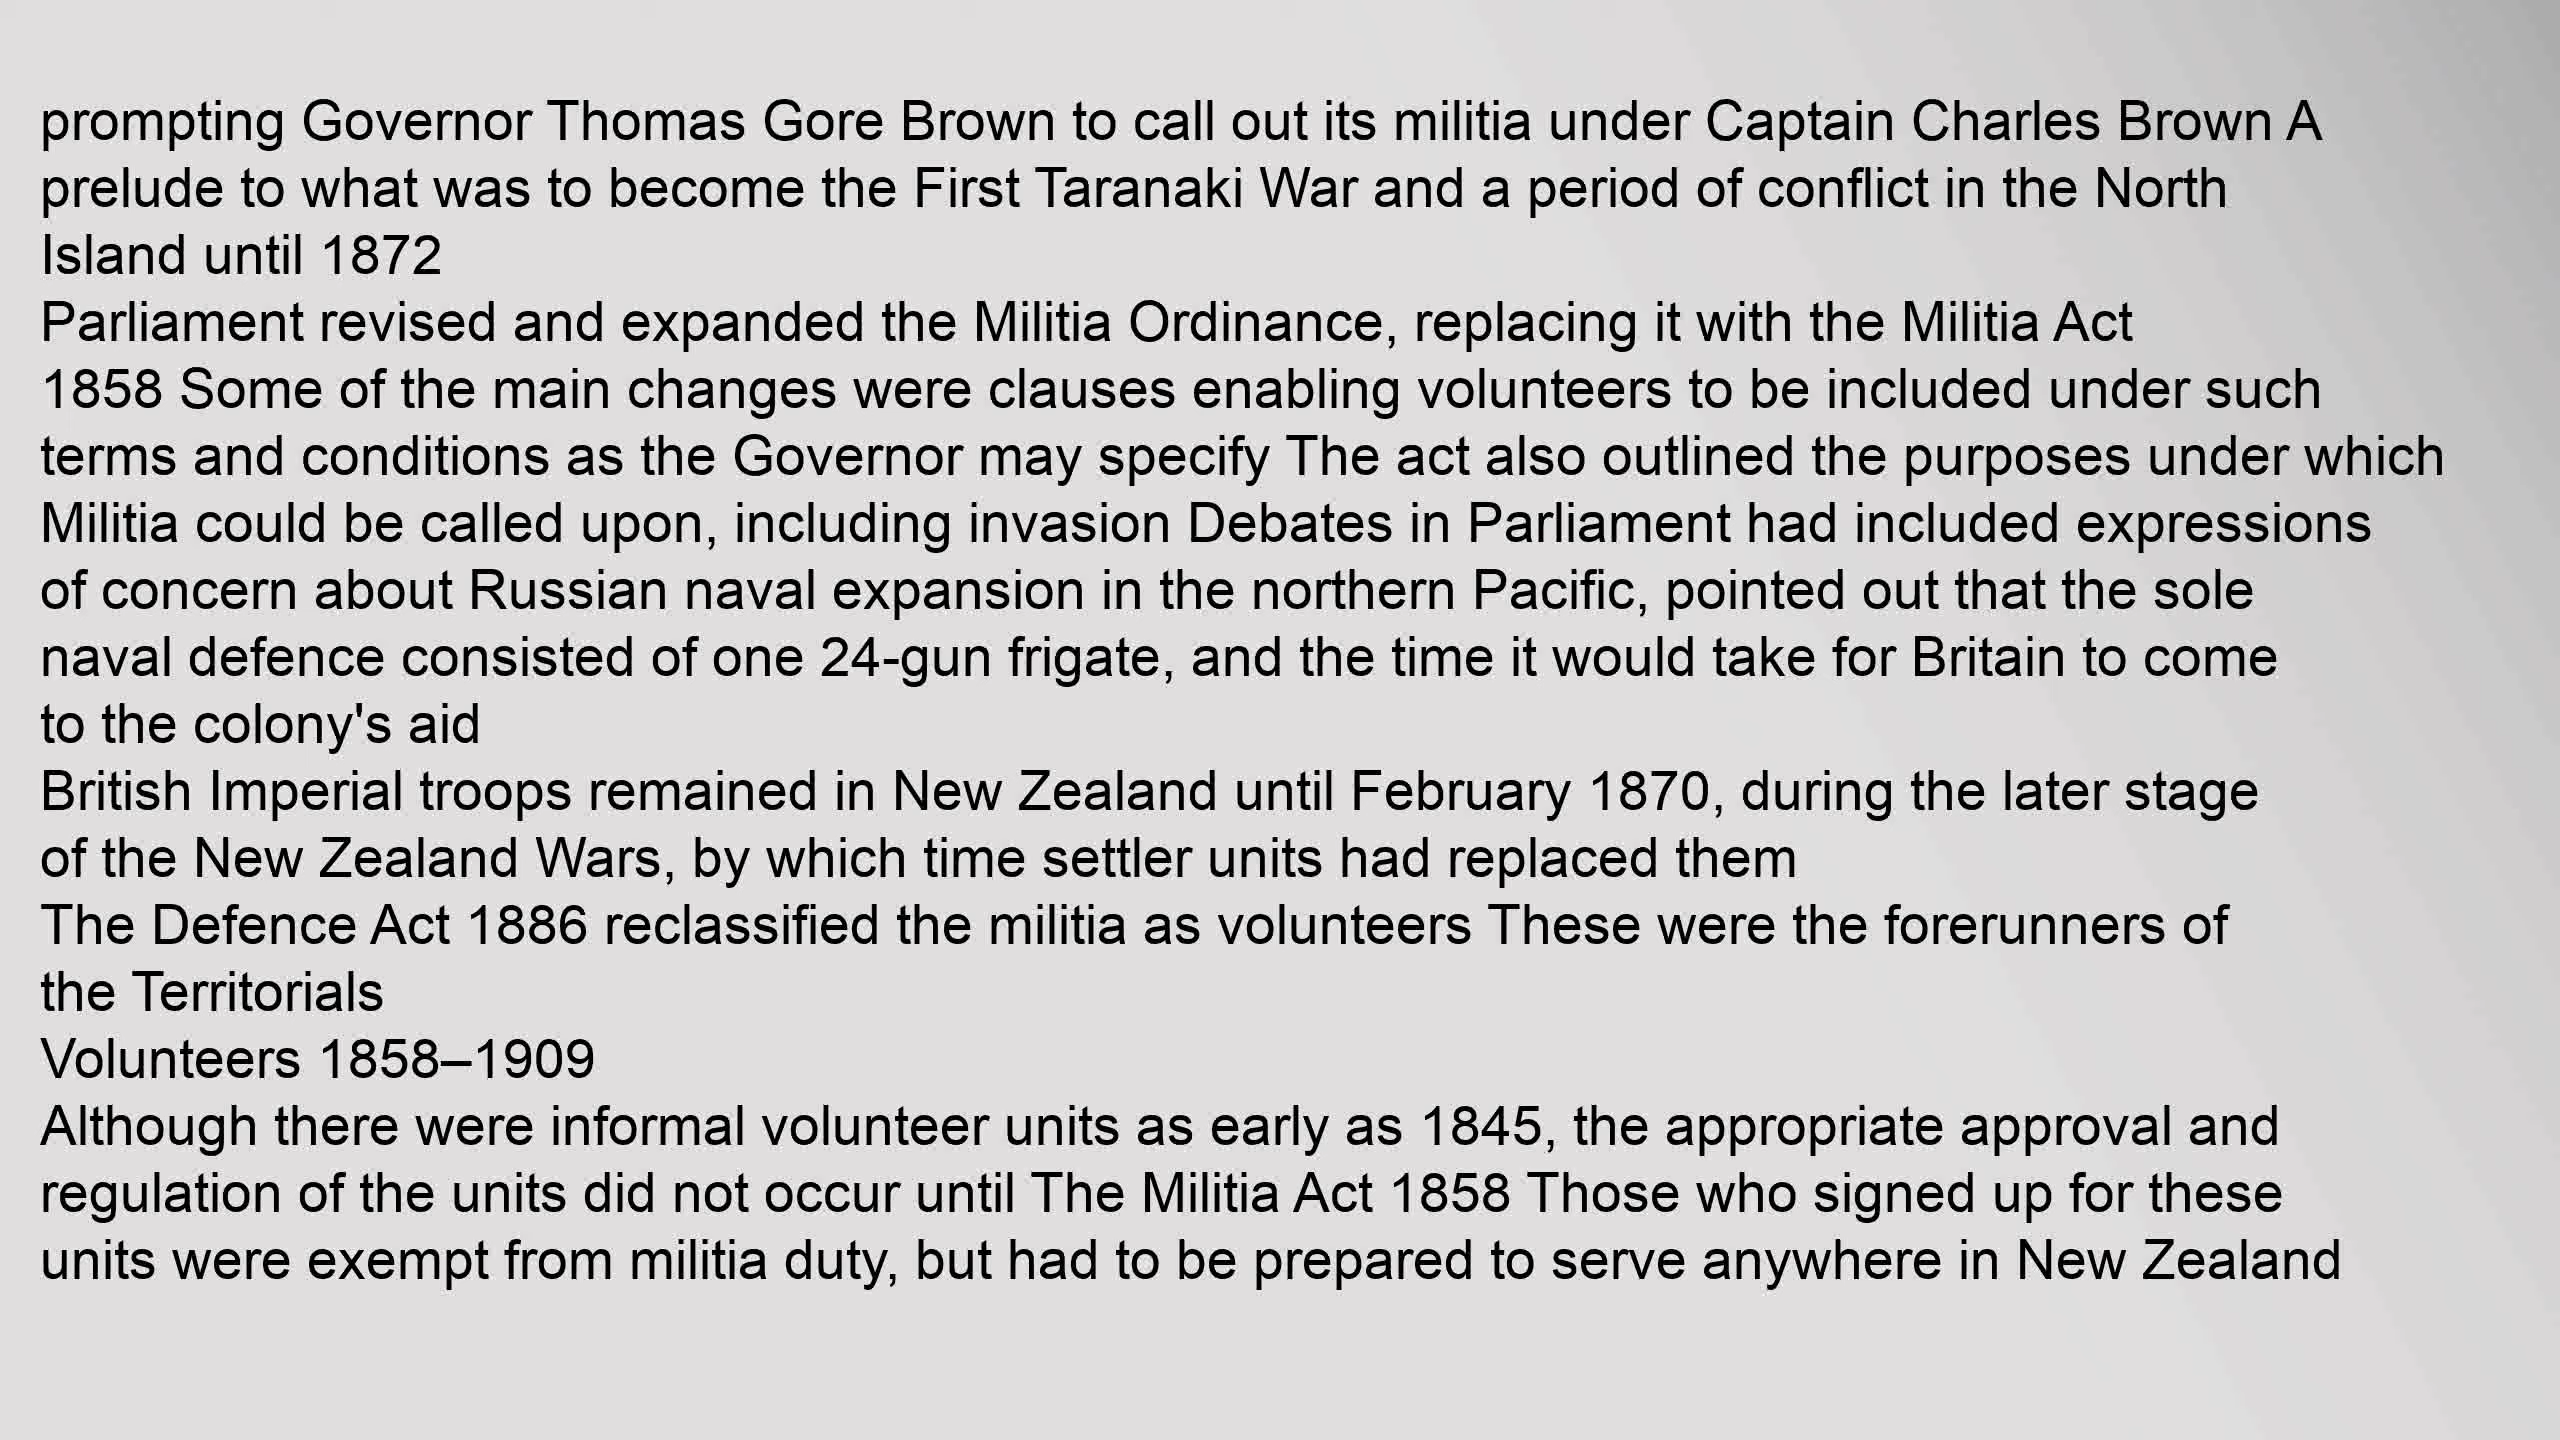 prompting Governor Thomas Gore Brown to call out its militia under Captain Charles Brown A
prelude to what was to become the First Taranaki War and a period of conflict in the North
Island until 1872
Parliament revised and expanded the Militia Ordinance, replacing it with the Militia Act
1858 Some of the main changes were clauses enabling volunteers to be included under such
terms and conditions as the Governor may specify The act also outlined the purposes under which
Militia could be called upon, including invasion Debates in Parliament had included expressions
of concern about Russian naval expansion in the northern Pacific, pointed out that the sole
naval defence consisted of one 24-gun frigate, and the time it would take for Britain to come
to the colony's aid
British Imperial troops remained in New Zealand until February 1870, during the later stage
of the New Zealand Wars, by which time settler units had replaced them
The Defence Act 1886 reclassified the militia as volunteers These were the forerunners of
the Territorials
Volunteers 1858–1909
Although there were informal volunteer units as early as 1845, the appropriate approval and
regulation of the units did not occur until The Militia Act 1858 Those who signed up for these
units were exempt from militia duty, but had to be prepared to serve anywhere in New Zealand